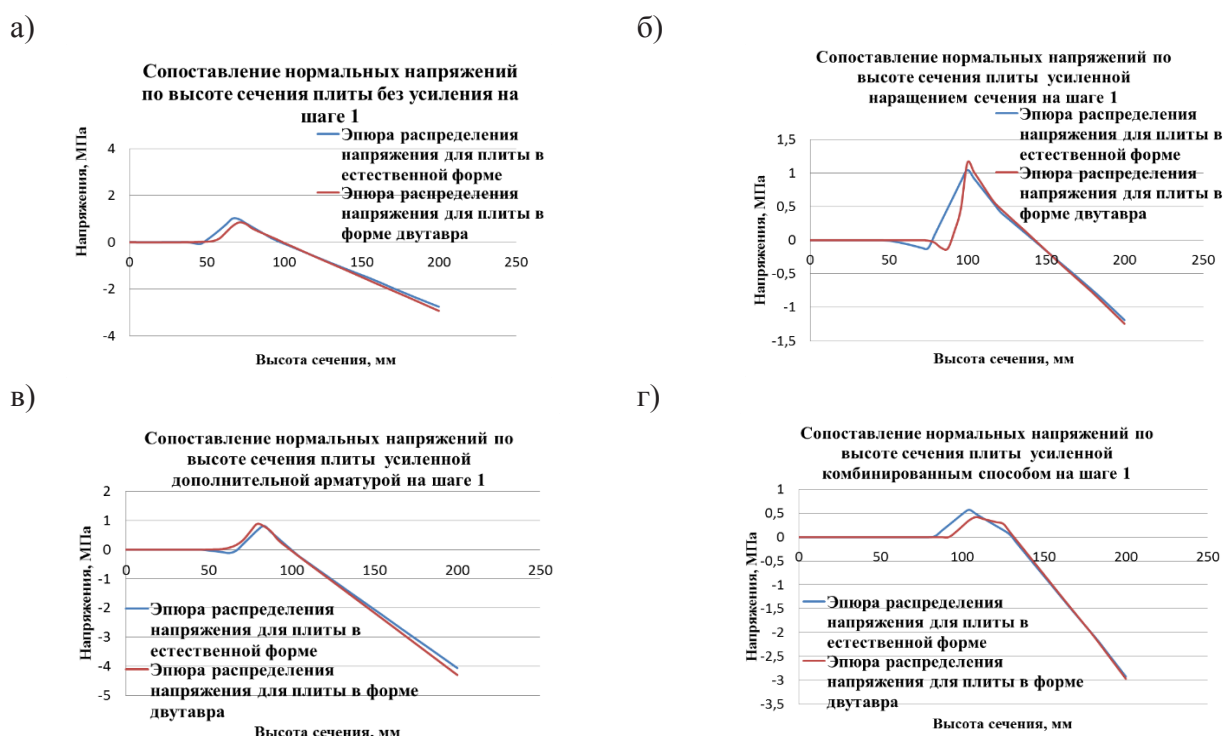 а)
Сопоставление нормальных напряжений
по высоте сечения плиты без усиления на
шаге 1
Напряжения, МПа
4
2
0
-2
-4
0
50
100
150
200
250
Эпюра распределения
напряжения для плиты в
естественной форме
Эпюра распределения
напряжения для плиты в
форме двутавра
Высота сечения, мм
б)
Сопоставление нормальных напряжений по
высоте сечения плиты усиленной
наращением сечения на шаге 1
Напряжения, МПа
1,5
1
0,5
0
-0,5
-1
-1,5
0
50
100
150
200
250
Эпюра распределения
напряжения для плиты в
естественной форме
Эпюра распределения
напряжения для плиты в
форме двутавра
Высота сечения, мм
в)
Сопоставление нормальных напряжений по
высоте сечения плиты усиленной
дополнительной арматурой на шаге 1
Напряжения, МПа
2
1
0
-1
-2
-3
-4
-5
0
50
100
150
200
250
Эпюра распределения
напряжения для плиты в
естественной форме
Эпюра распределения
напряжения для плиты в форме
двутавра
Высота сечения, мм
г)
Сопоставление нормальных напряжений по
высоте сечения плиты усиленной
комбинированным способом на шаге 1
Напряжения, МПа
1
0,5
0
-0,5
-1
-1,5
-2
-2,5
-3
-3,5
0
50
100
150
200
250
Эпюра распределения
напряжения для плиты в
естественной форме
Эпюра распределения
напряжения для плиты в форме
двутавра
Высота сечения, мм